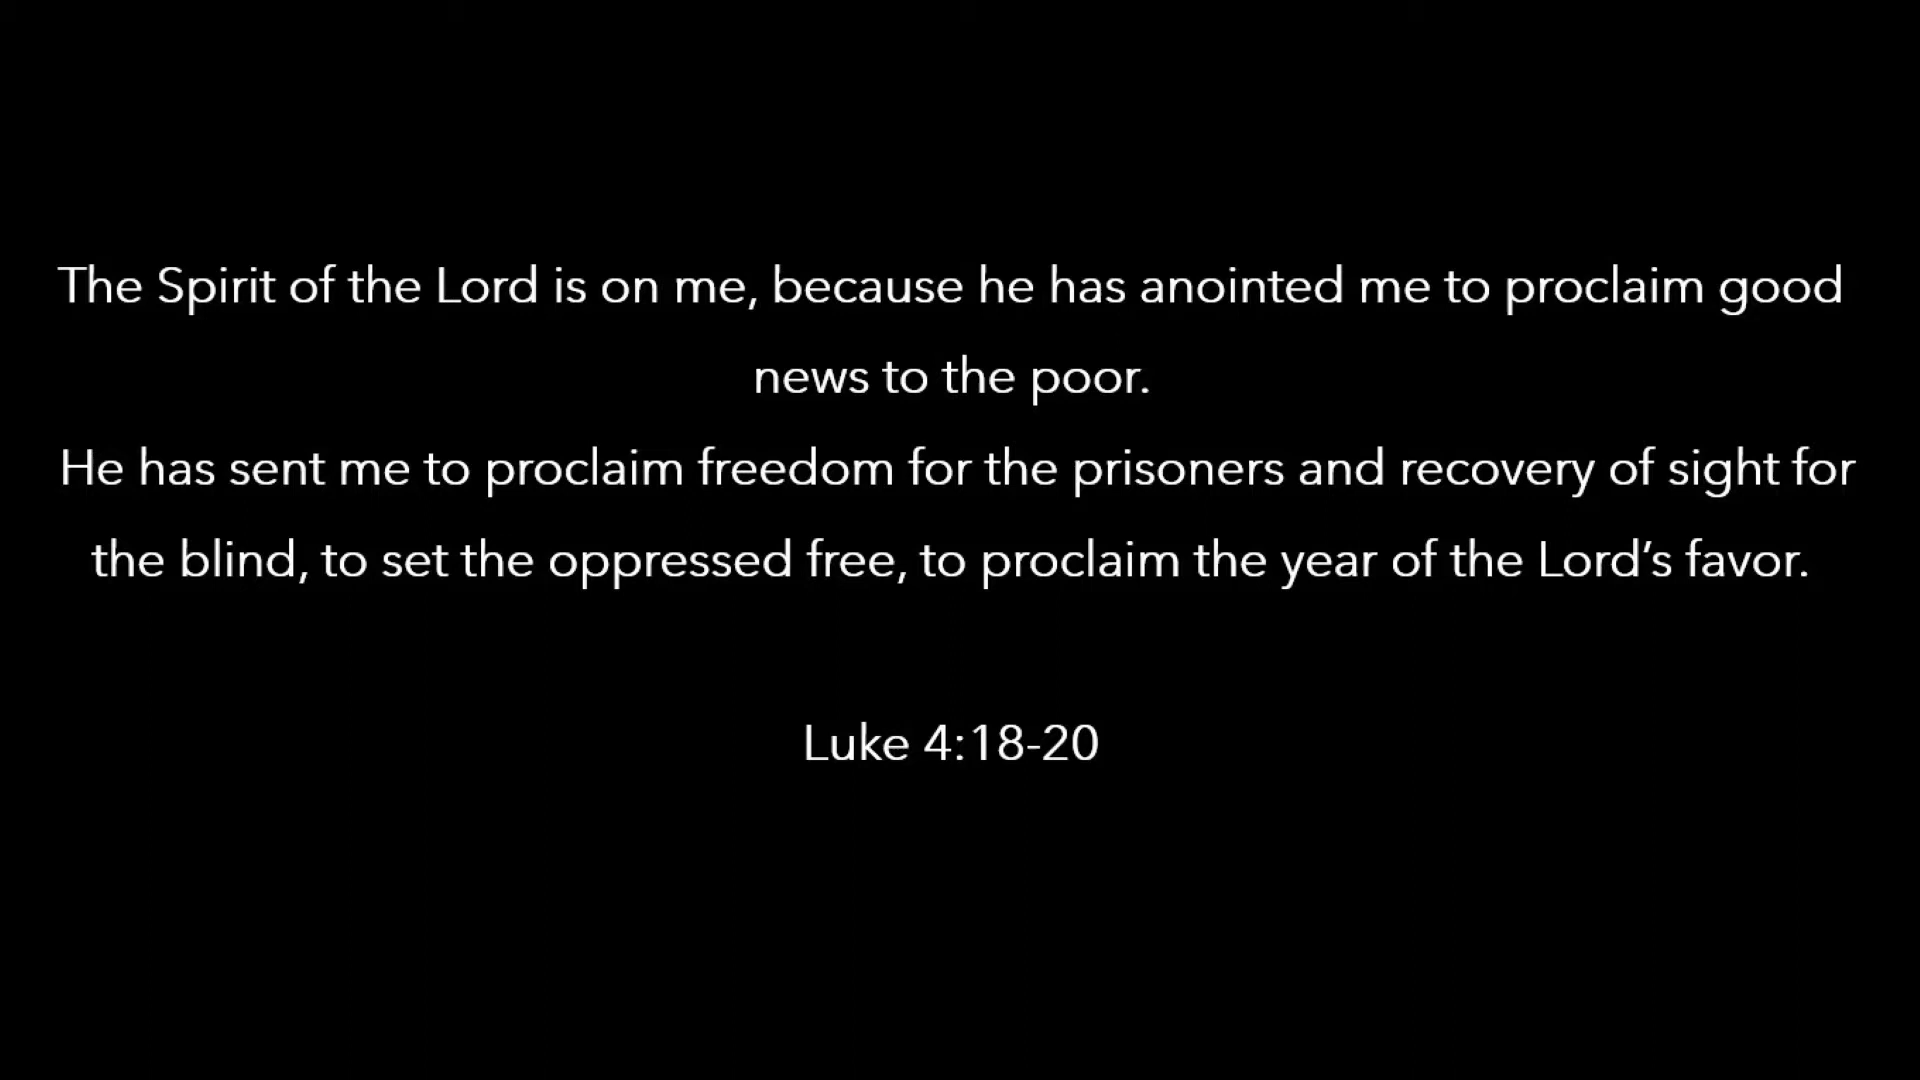 The Spirit of the Lord is on me, because he has anointed me to proclaim good
news to the poor.
He has sent me to proclaim freedom for the prisoners and recovery of sight for
the blind, to set the oppressed free, to proclaim the year of the Lord’s favor.
Luke 4:18-20